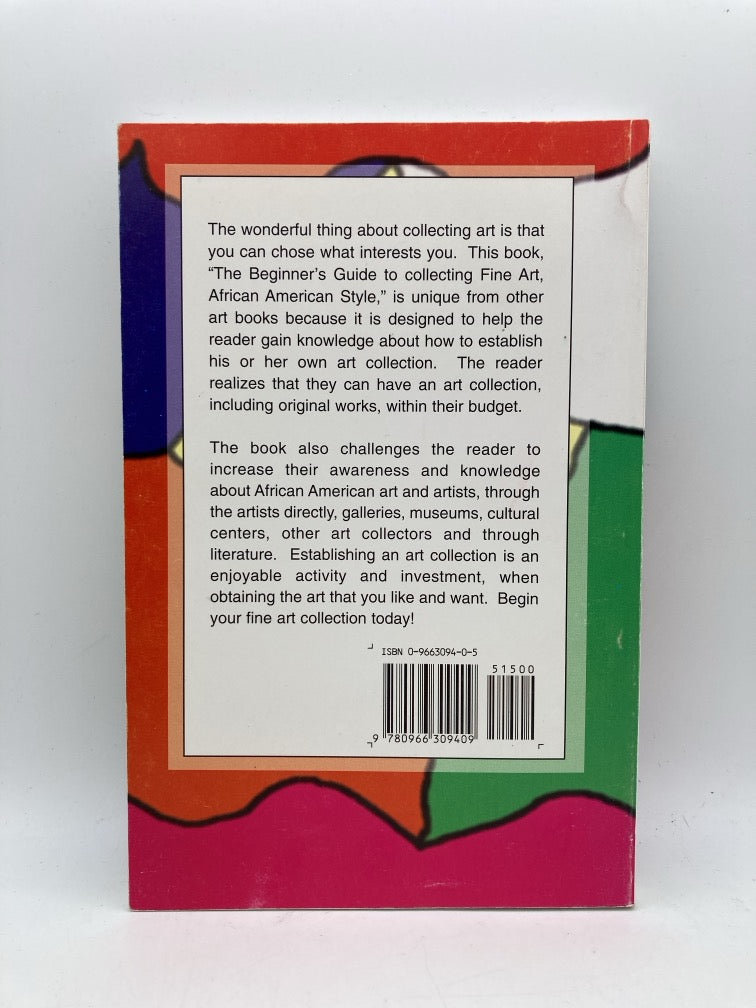 The wonderful thing about collecting art is that
you can chose what interests you. This book,
“The Beginner’s Guide to collecting Fine Art,
African American Style,” is unique from other
art books because it is designed to help the
reader gain knowledge about how to establish
his or her own art collection. The reader
realizes that they can have an art collection,
including original works, within their budget.
The book also challenges the reader to
increase their awareness and knowledge
about African American art and artists, through
the artists directly, galleries, museums, cultural
centers, other art collectors and through
literature. Establishing an art collection is an
enjoyable activity and investment, when
obtaining the art that you like and want. Begin
your fine art collection today!
ISBN 0-9663094-0-5
51500
9 780966 309409